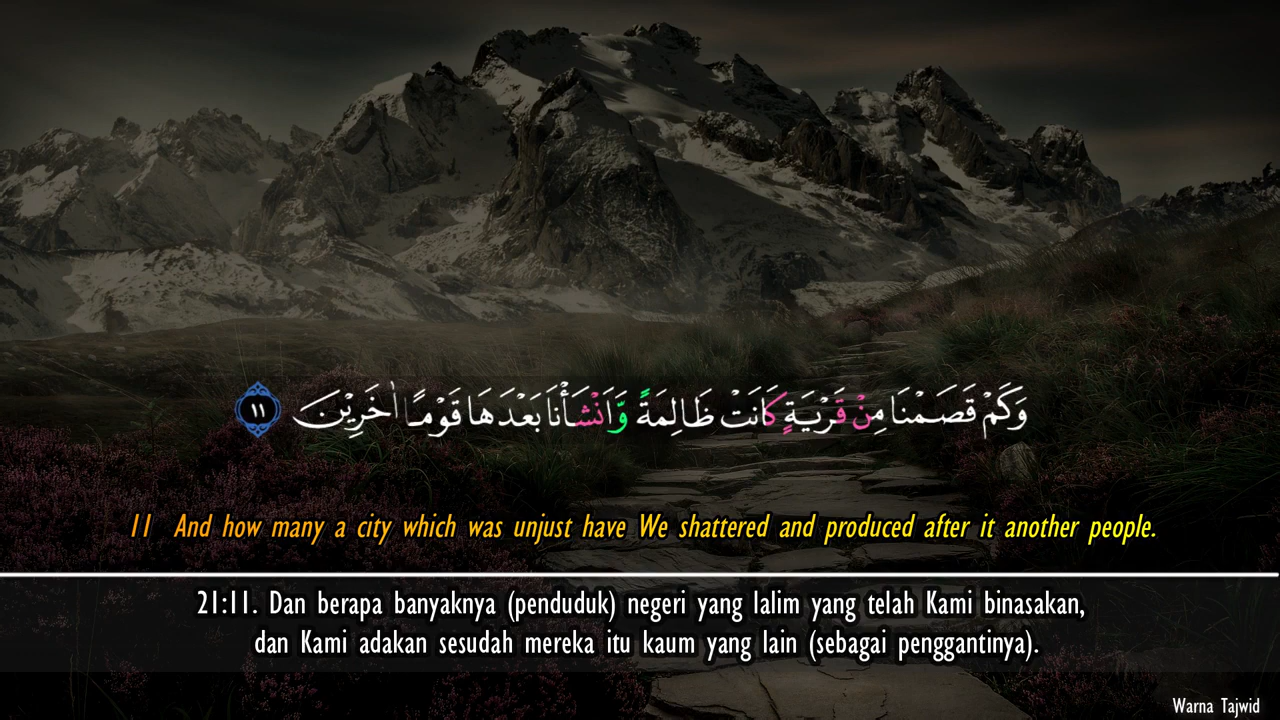 وَكَمْ قَصَمْنَا مِنْ قَرْيَةٍ كَانَتْ ظَالِمَةً وَّاَنْشَأْنَا بَعْدَهَا قَوْمًا اٰخَرِيْنَ ١١
11 And how many a city which was unjust have We shattered and produced after it another people.
21:11. Dan berapa banyaknya (penduduk) negeri yang lalim yang telah Kami binasakan,
dan Kami adakan sesudah mereka itu kaum yang lain (sebagai penggantinya).
Warna Tajwid